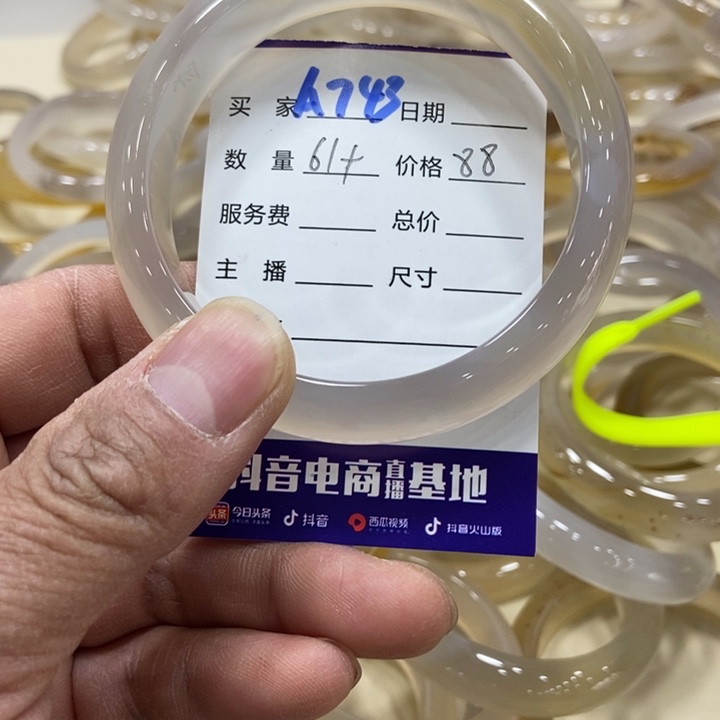 买 家 A743 日期
数 量 61+ 价格 88
服务费 总价
主 播 尺寸
抖音电商直播基地
头条 今日头条 抖音 西瓜视频 抖音火山版